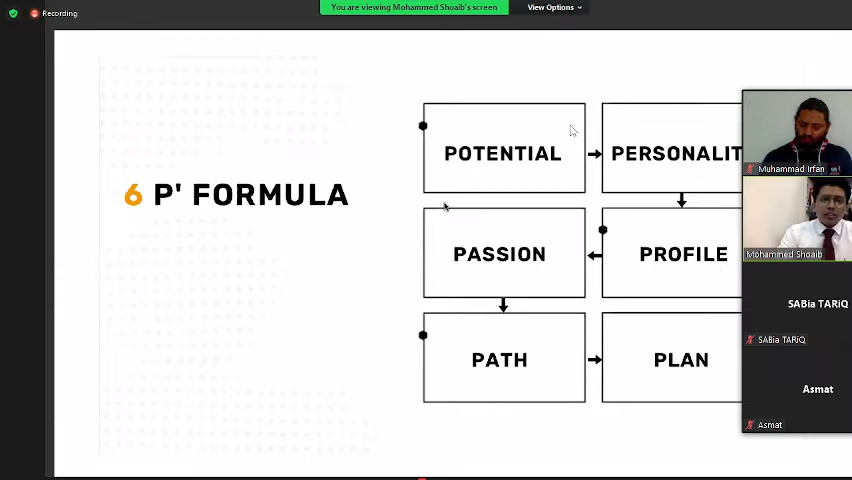 Recording
You are viewing Mohammed Shoaib's screen
View Options
6 P' FORMULA
POTENTIAL
PERSONALIT
PASSION
PROFILE
PATH
PLAN
Muhammad Irfan
Mohammed Shoaib
SABia TARiQ
SABia TARiQ
Asmat
Asmat